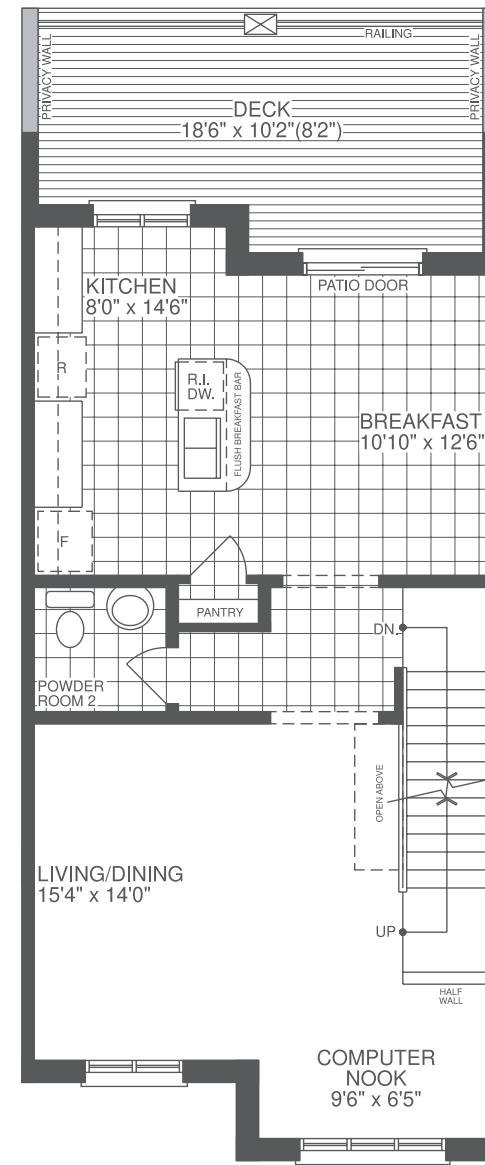 RAILING
PRIVACY WALL
PRIVACY WALL
DECK
18'6" x 10'2"(8'2")
KITCHEN
8'0" x 14'6"
PATIO DOOR
R
R.I.
DW.
FLUSH BREAKFAST BAR
BREAKFAST
10'10" x 12'6"
F
PANTRY
DN.
POWDER
ROOM 2
OPEN ABOVE
LIVING/DINING
15'4" x 14'0"
UP
HALF
WALL
COMPUTER
NOOK
9'6" x 6'5"